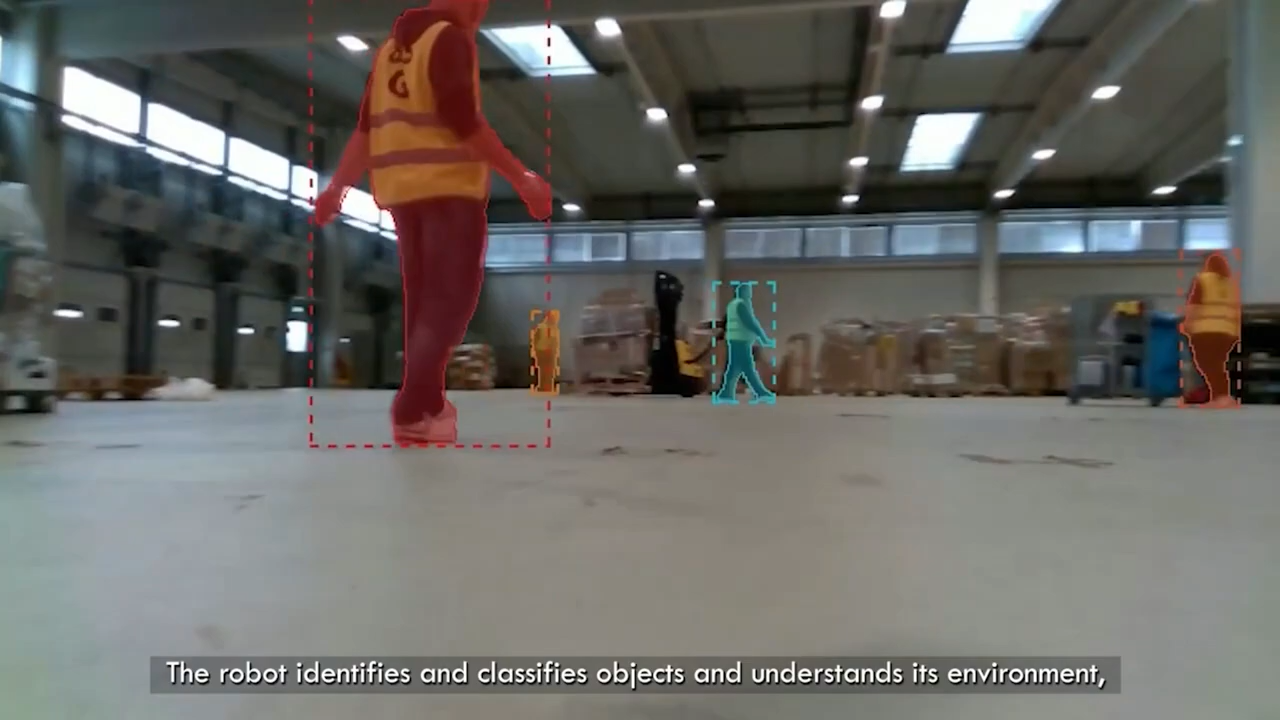 The robot identifies and classifies objects and understands its environment,